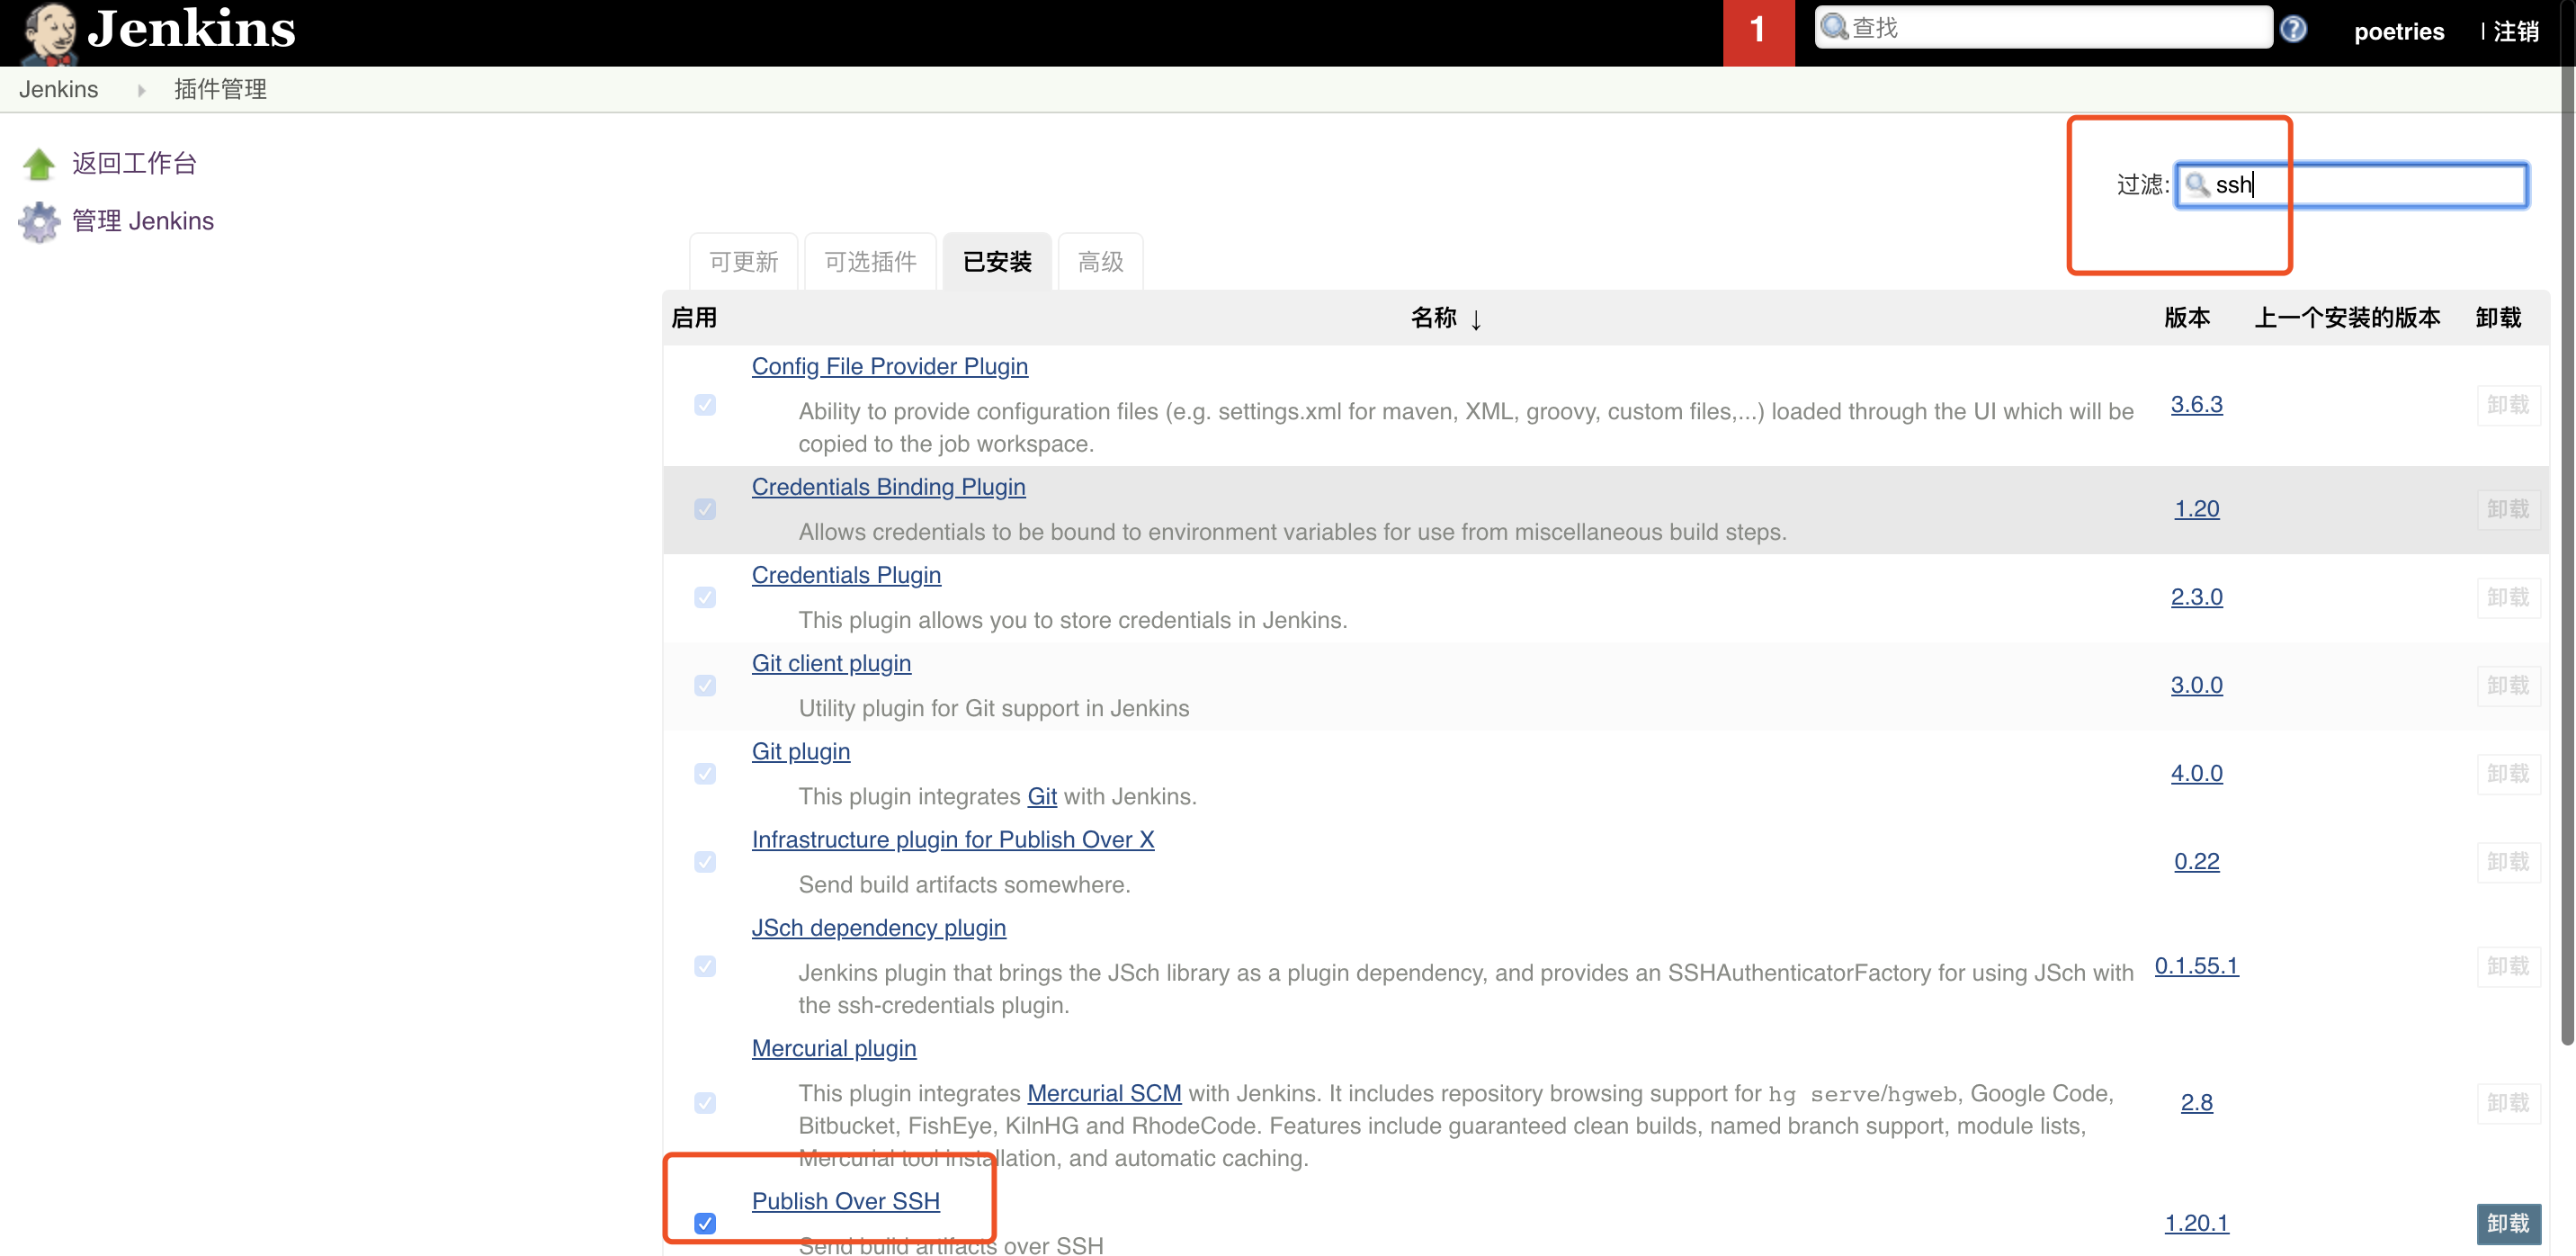 Jenkins
1
查找
poetries
| 注销
Jenkins
插件管理
返回工作台
管理 Jenkins
过滤: ssh
可更新
可选插件
已安装
高级
启用
名称 ↓
版本
上一个安装的版本
卸载
Config File Provider Plugin
Ability to provide configuration files (e.g. settings.xml for maven, XML, groovy, custom files,...) loaded through the UI which will be
copied to the job workspace.
3.6.3
卸载
Credentials Binding Plugin
Allows credentials to be bound to environment variables for use from miscellaneous build steps.
1.20
卸载
Credentials Plugin
This plugin allows you to store credentials in Jenkins.
2.3.0
卸载
Git client plugin
Utility plugin for Git support in Jenkins
3.0.0
卸载
Git plugin
This plugin integrates Git with Jenkins.
4.0.0
卸载
Infrastructure plugin for Publish Over X
Send build artifacts somewhere.
0.22
卸载
JSch dependency plugin
Jenkins plugin that brings the JSch library as a plugin dependency, and provides an SSHAuthenticatorFactory for using JSch with
the ssh-credentials plugin.
0.1.55.1
卸载
Mercurial plugin
This plugin integrates Mercurial SCM with Jenkins. It includes repository browsing support for hg serve/hgweb, Google Code,
Bitbucket, FishEye, KilnHG and RhodeCode. Features include guaranteed clean builds, named branch support, module lists,
Mercurial tool installation, and automatic caching.
2.8
卸载
Publish Over SSH
Send build artifacts over SSH
1.20.1
卸载